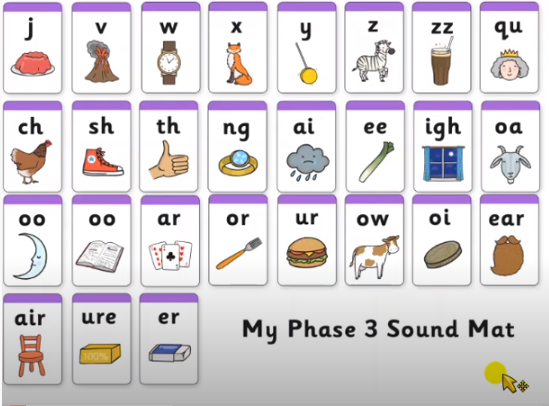 j v w x y z zz qu
ch sh th ng ai ee igh oa
oo oo ar or ur ow oi ear
air ure er
100%
My Phase 3 Sound Mat